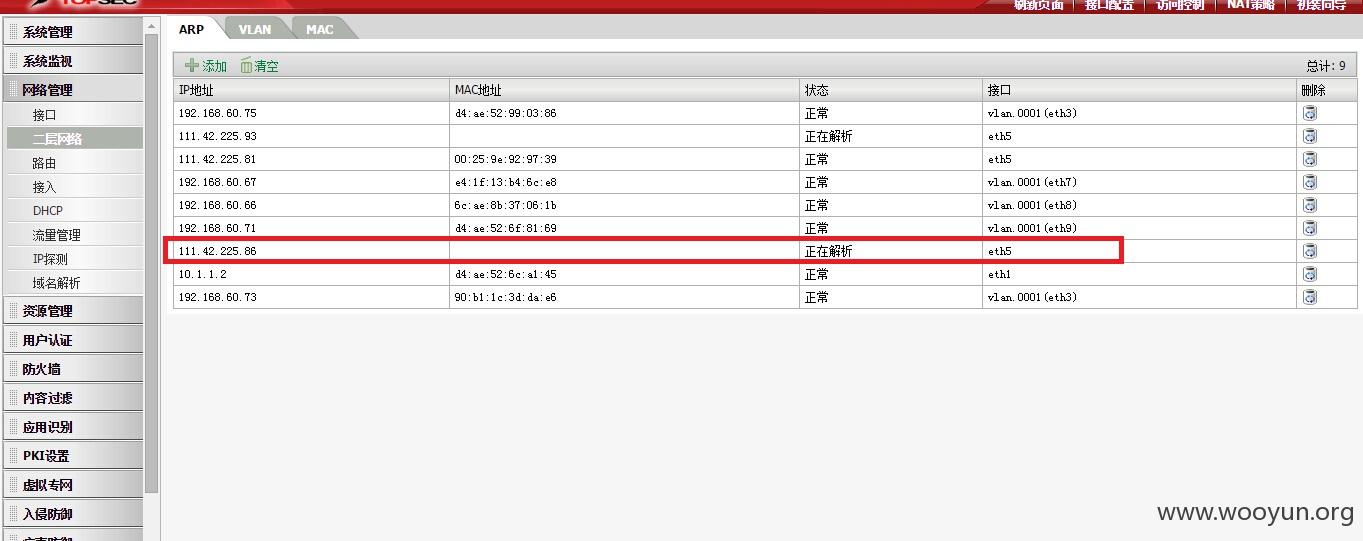 TOPSEC
刷新页面 接口配置 访问控制 NAT策略 初装向导
系统管理
系统监视
网络管理
接口
二层网络
路由
接入
DHCP
流量管理
IP探测
域名解析
资源管理
用户认证
防火墙
内容过滤
应用识别
PKI设置
虚拟专网
入侵防御
ARP VLAN MAC
添加 清空 总计: 9
IP地址 MAC地址 状态 接口 删除
192.168.60.75 d4:ae:52:99:03:86 正常 vlan.0001(eth3)
111.42.225.93 正在解析 eth5
111.42.225.81 00:25:9e:92:97:39 正常 eth5
192.168.60.67 e4:1f:13:b4:6c:e8 正常 vlan.0001(eth7)
192.168.60.66 6c:ae:8b:37:06:1b 正常 vlan.0001(eth8)
192.168.60.71 d4:ae:52:6f:81:69 正常 vlan.0001(eth9)
111.42.225.86 正在解析 eth5
10.1.1.2 d4:ae:52:6c:a1:45 正常 eth1
192.168.60.73 90:b1:1c:3d:da:e6 正常 vlan.0001(eth3)
www.wooyun.org